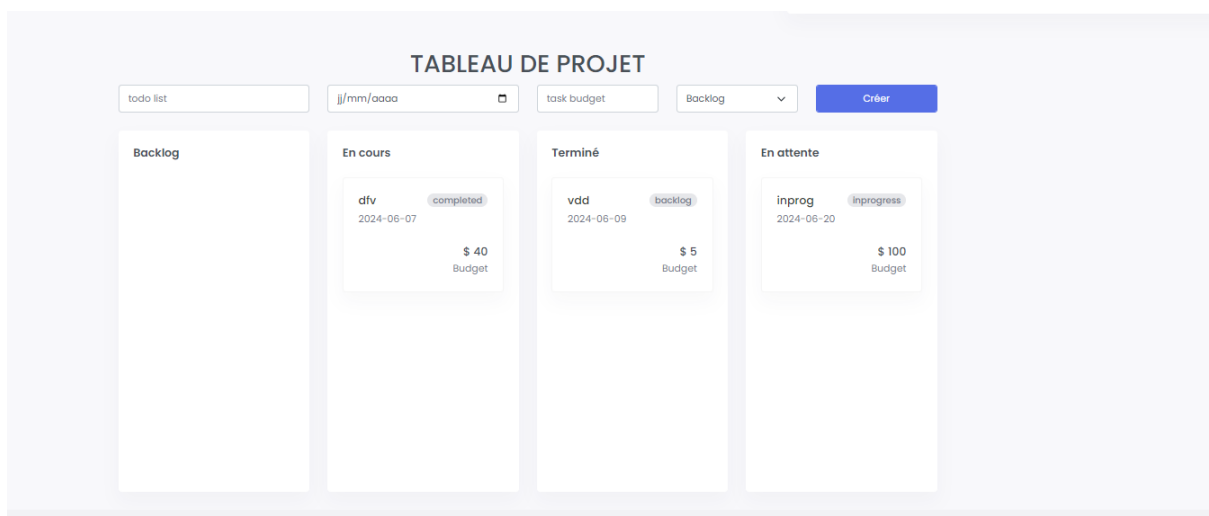 TABLEAU DE PROJET
todo list
jj/mm/aaaa
task budget
Backlog
Créer
Backlog
En cours
dfv completed
2024-06-07
$ 40
Budget
Terminé
vdd backlog
2024-06-09
$ 5
Budget
En attente
inprog inprogress
2024-06-20
$ 100
Budget